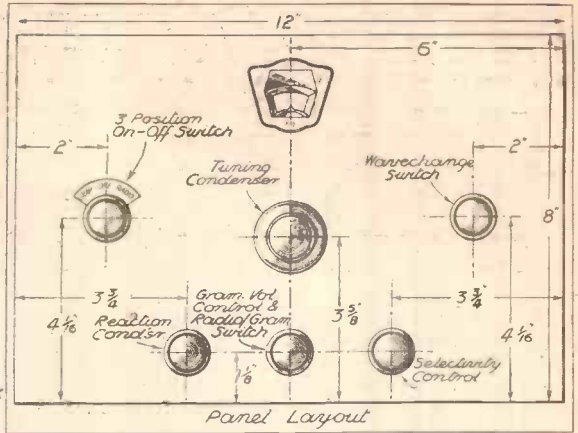 12"
6"
3 Position
On-Off Switch
2"
Tuning
Condenser
Wavechange
Switch
2"
RADIO
8"
3 3/4"
Gram. Vol.
Control &
Radio/Gram
Switch
3 5/8"
3 3/4"
4 1/16"
Reaction
Condsr
4 1/16"
1 1/8"
Selectivity
Control
Panel Layout